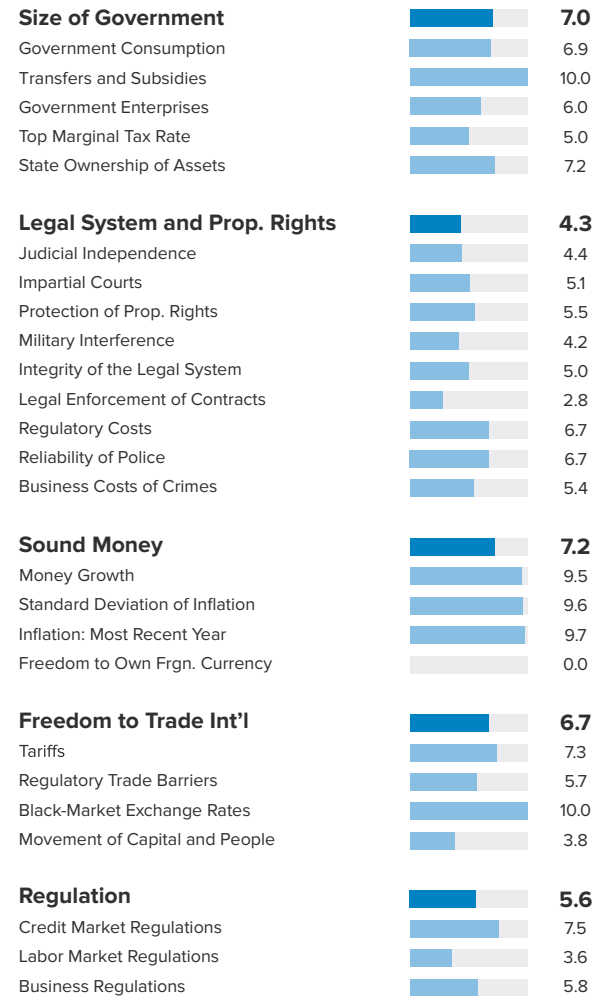 Size of Government 7.0
Government Consumption 6.9
Transfers and Subsidies 10.0
Government Enterprises 6.0
Top Marginal Tax Rate 5.0
State Ownership of Assets 7.2
Legal System and Prop. Rights 4.3
Judicial Independence 4.4
Impartial Courts 5.1
Protection of Prop. Rights 5.5
Military Interference 4.2
Integrity of the Legal System 5.0
Legal Enforcement of Contracts 2.8
Regulatory Costs 6.7
Reliability of Police 6.7
Business Costs of Crimes 5.4
Sound Money 7.2
Money Growth 9.5
Standard Deviation of Inflation 9.6
Inflation: Most Recent Year 9.7
Freedom to Own Frgn. Currency 0.0
Freedom to Trade Int’l 6.7
Tariffs 7.3
Regulatory Trade Barriers 5.7
Black-Market Exchange Rates 10.0
Movement of Capital and People 3.8
Regulation 5.6
Credit Market Regulations 7.5
Labor Market Regulations 3.6
Business Regulations 5.8